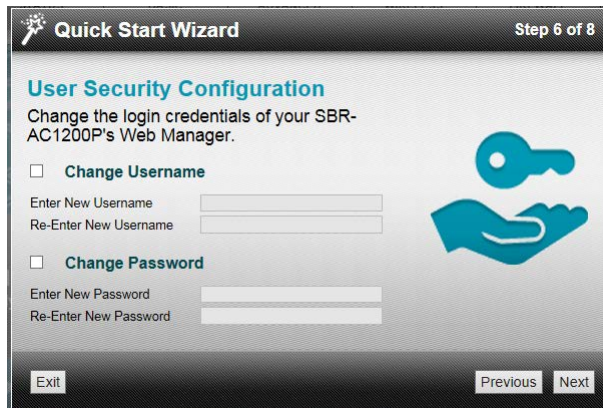 Quick Start Wizard
Step 6 of 8
User Security Configuration
Change the login credentials of your SBR-
AC1200P's Web Manager.
Change Username
Enter New Username
Re-Enter New Username
Change Password
Enter New Password
Re-Enter New Password
Exit
Previous
Next